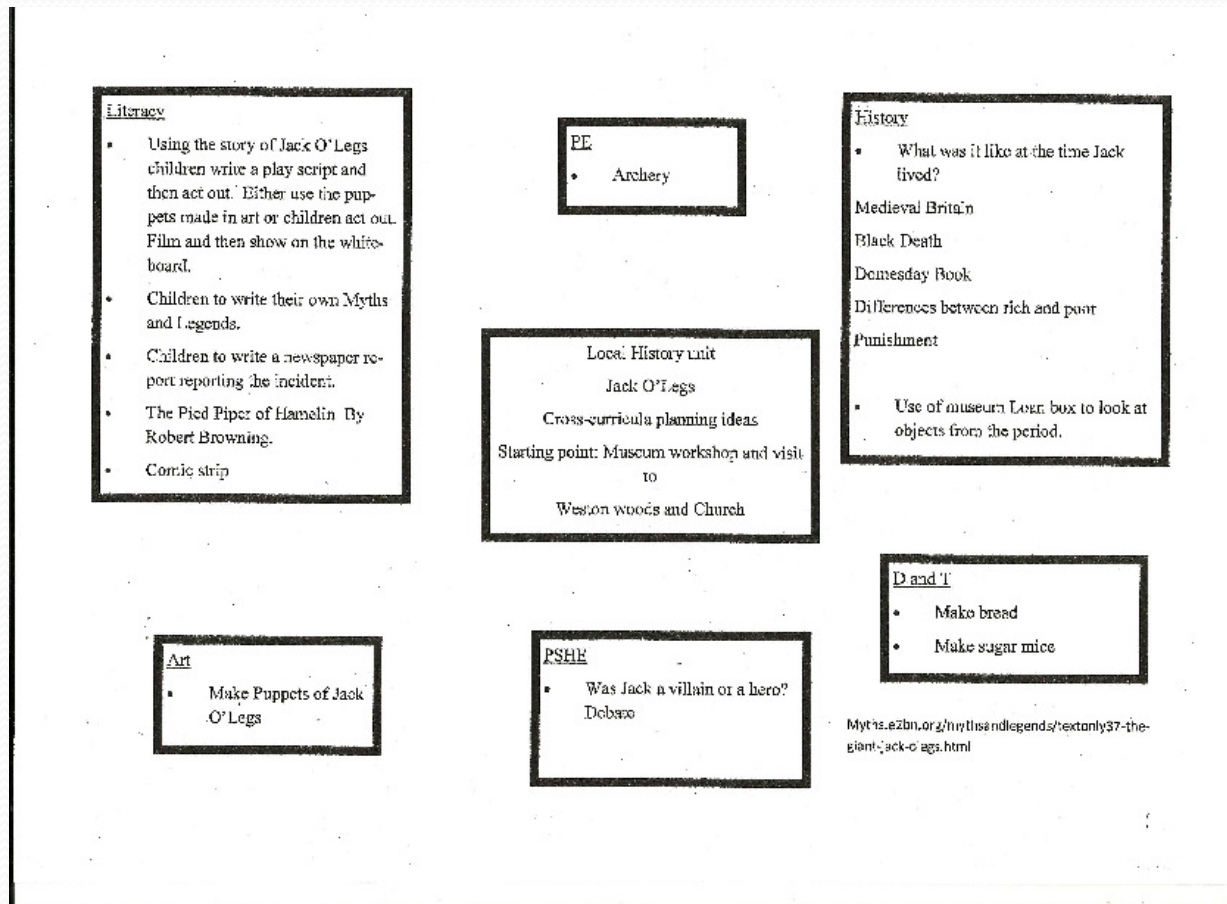 Literacy
• Using the story of Jack O'Legs
children write a play script and
then act out. Either use the pup-
pets made in art or children act out.
Film and then show on the white-
board.
• Children to write their own Myths
and Legends.
• Children to write a newspaper re-
port reporting the incident.
• The Pied Piper of Hamelin By
Robert Browning.
• Comic strip
PE
• Archery
History
• What was it like at the time Jack
lived?
Medieval Britain
Black Death
Domesday Book
Differences between rich and poor
Punishment
• Use of museum Loan box to look at
objects from the period.
Local History unit
Jack O'Legs
Cross-curricula planning ideas
Starting point: Museum workshop and visit
to
Weston woods and Church
D and T
• Make bread
• Make sugar mice
Art
• Make Puppets of Jack
O'Legs
PSHE
• Was Jack a villain or a hero?
Debate
Myths.e2bn.org/mythsandlegends/textonly37-the-
giant-jack-o-legs.html